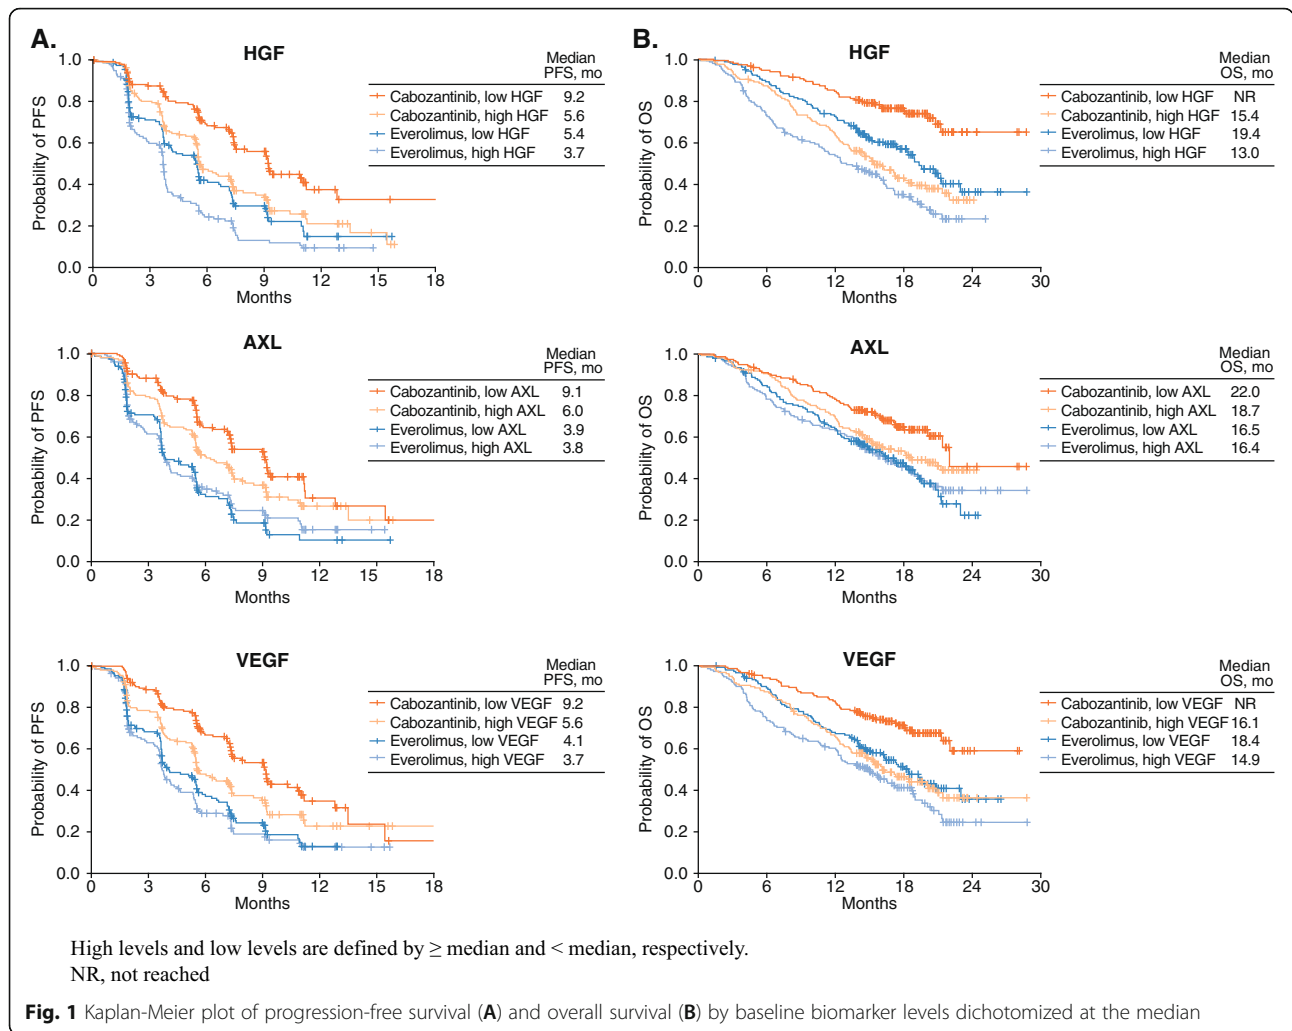 A.
HGF
Median
PFS, mo
Cabozantinib, low HGF 9.2
Cabozantinib, high HGF 5.6
Everolimus, low HGF 5.4
Everolimus, high HGF 3.7
Probability of PFS
1.0
0.8
0.6
0.4
0.2
0.0
0 3 6 9 12 15 18
Months
B.
HGF
Median
OS, mo
Cabozantinib, low HGF NR
Cabozantinib, high HGF 15.4
Everolimus, low HGF 19.4
Everolimus, high HGF 13.0
Probability of OS
1.0
0.8
0.6
0.4
0.2
0.0
0 6 12 18 24 30
Months
AXL
Median
PFS, mo
Cabozantinib, low AXL 9.1
Cabozantinib, high AXL 6.0
Everolimus, low AXL 3.9
Everolimus, high AXL 3.8
Probability of PFS
1.0
0.8
0.6
0.4
0.2
0.0
0 3 6 9 12 15 18
Months
AXL
Median
OS, mo
Cabozantinib, low AXL 22.0
Cabozantinib, high AXL 18.7
Everolimus, low AXL 16.5
Everolimus, high AXL 16.4
Probability of OS
1.0
0.8
0.6
0.4
0.2
0.0
0 6 12 18 24 30
Months
VEGF
Median
PFS, mo
Cabozantinib, low VEGF 9.2
Cabozantinib, high VEGF 5.6
Everolimus, low VEGF 4.1
Everolimus, high VEGF 3.7
Probability of PFS
1.0
0.8
0.6
0.4
0.2
0.0
0 3 6 9 12 15 18
Months
VEGF
Median
OS, mo
Cabozantinib, low VEGF NR
Cabozantinib, high VEGF 16.1
Everolimus, low VEGF 18.4
Everolimus, high VEGF 14.9
Probability of OS
1.0
0.8
0.6
0.4
0.2
0.0
0 6 12 18 24 30
Months
High levels and low levels are defined by ≥ median and < median, respectively.
NR, not reached
Fig. 1 Kaplan-Meier plot of progression-free survival (A) and overall survival (B) by baseline biomarker levels dichotomized at the median